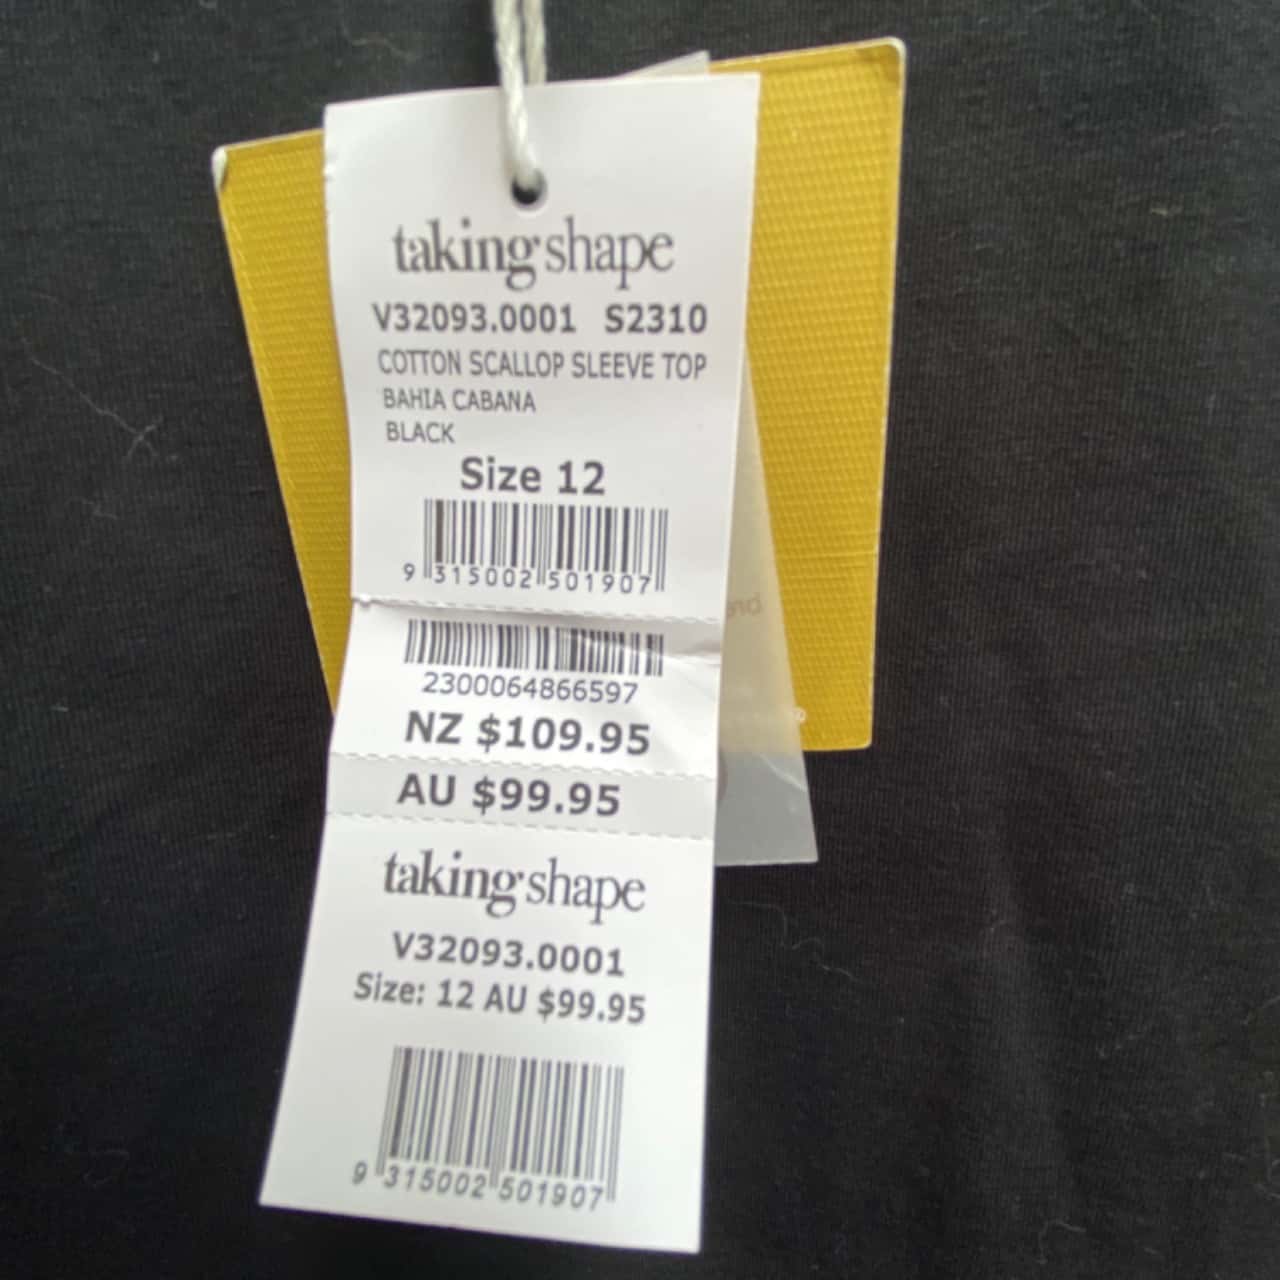 taking shape
V32093.0001 S2310
COTTON SCALLOP SLEEVE TOP
BAHIA CABANA
BLACK
Size 12
9 315002 501907
2300064866597
NZ $109.95
AU $99.95
taking shape
V32093.0001
Size: 12 AU $99.95
9 315002 501907